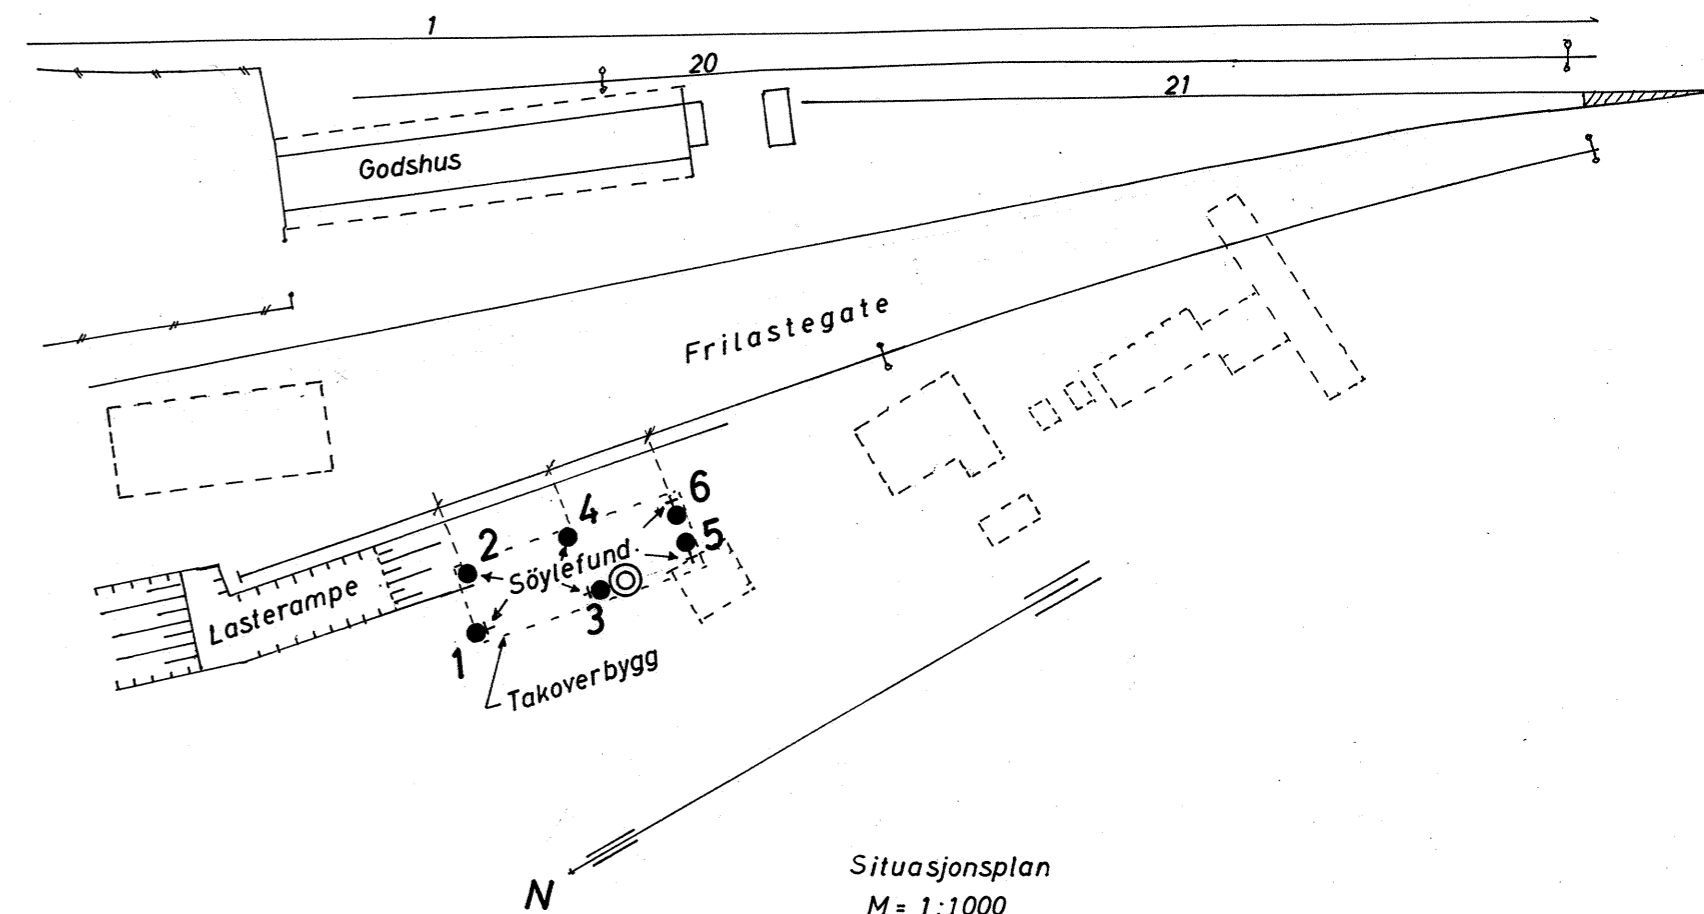 1
20
21
Godshus
Frilastegate
6
4
5
2
Söylefund.
Lasterampe
3
1
Takoverbygg
N
Situasjonsplan
M= 1:1000